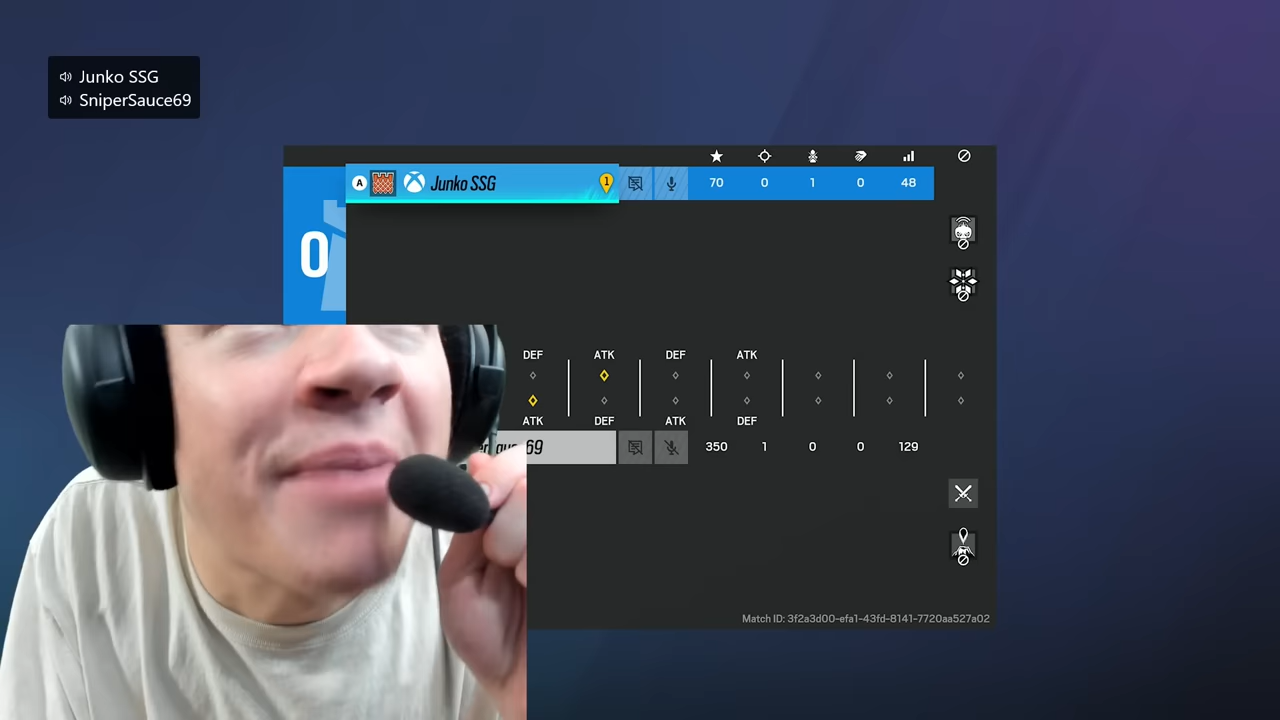 Junko SSG
SniperSauce69
A Junko SSG 1 70 0 1 0 48
0
DEF ATK DEF ATK
ATK DEF ATK DEF
69 350 1 0 0 129
Match ID: 3f2a3d00-efa1-43fd-8141-7720aa527a02